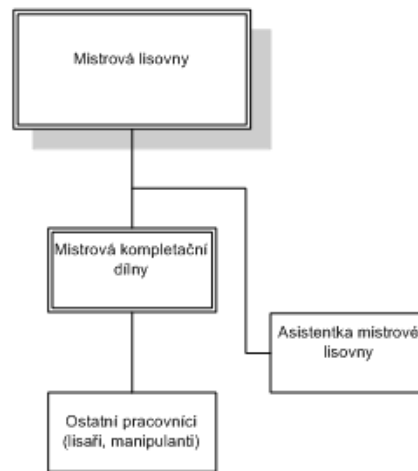 Mistrová lisovny
Mistrová kompletační
dílny
Asistentka mistrové
lisovny
Ostatní pracovníci
(lisaři, manipulanti)